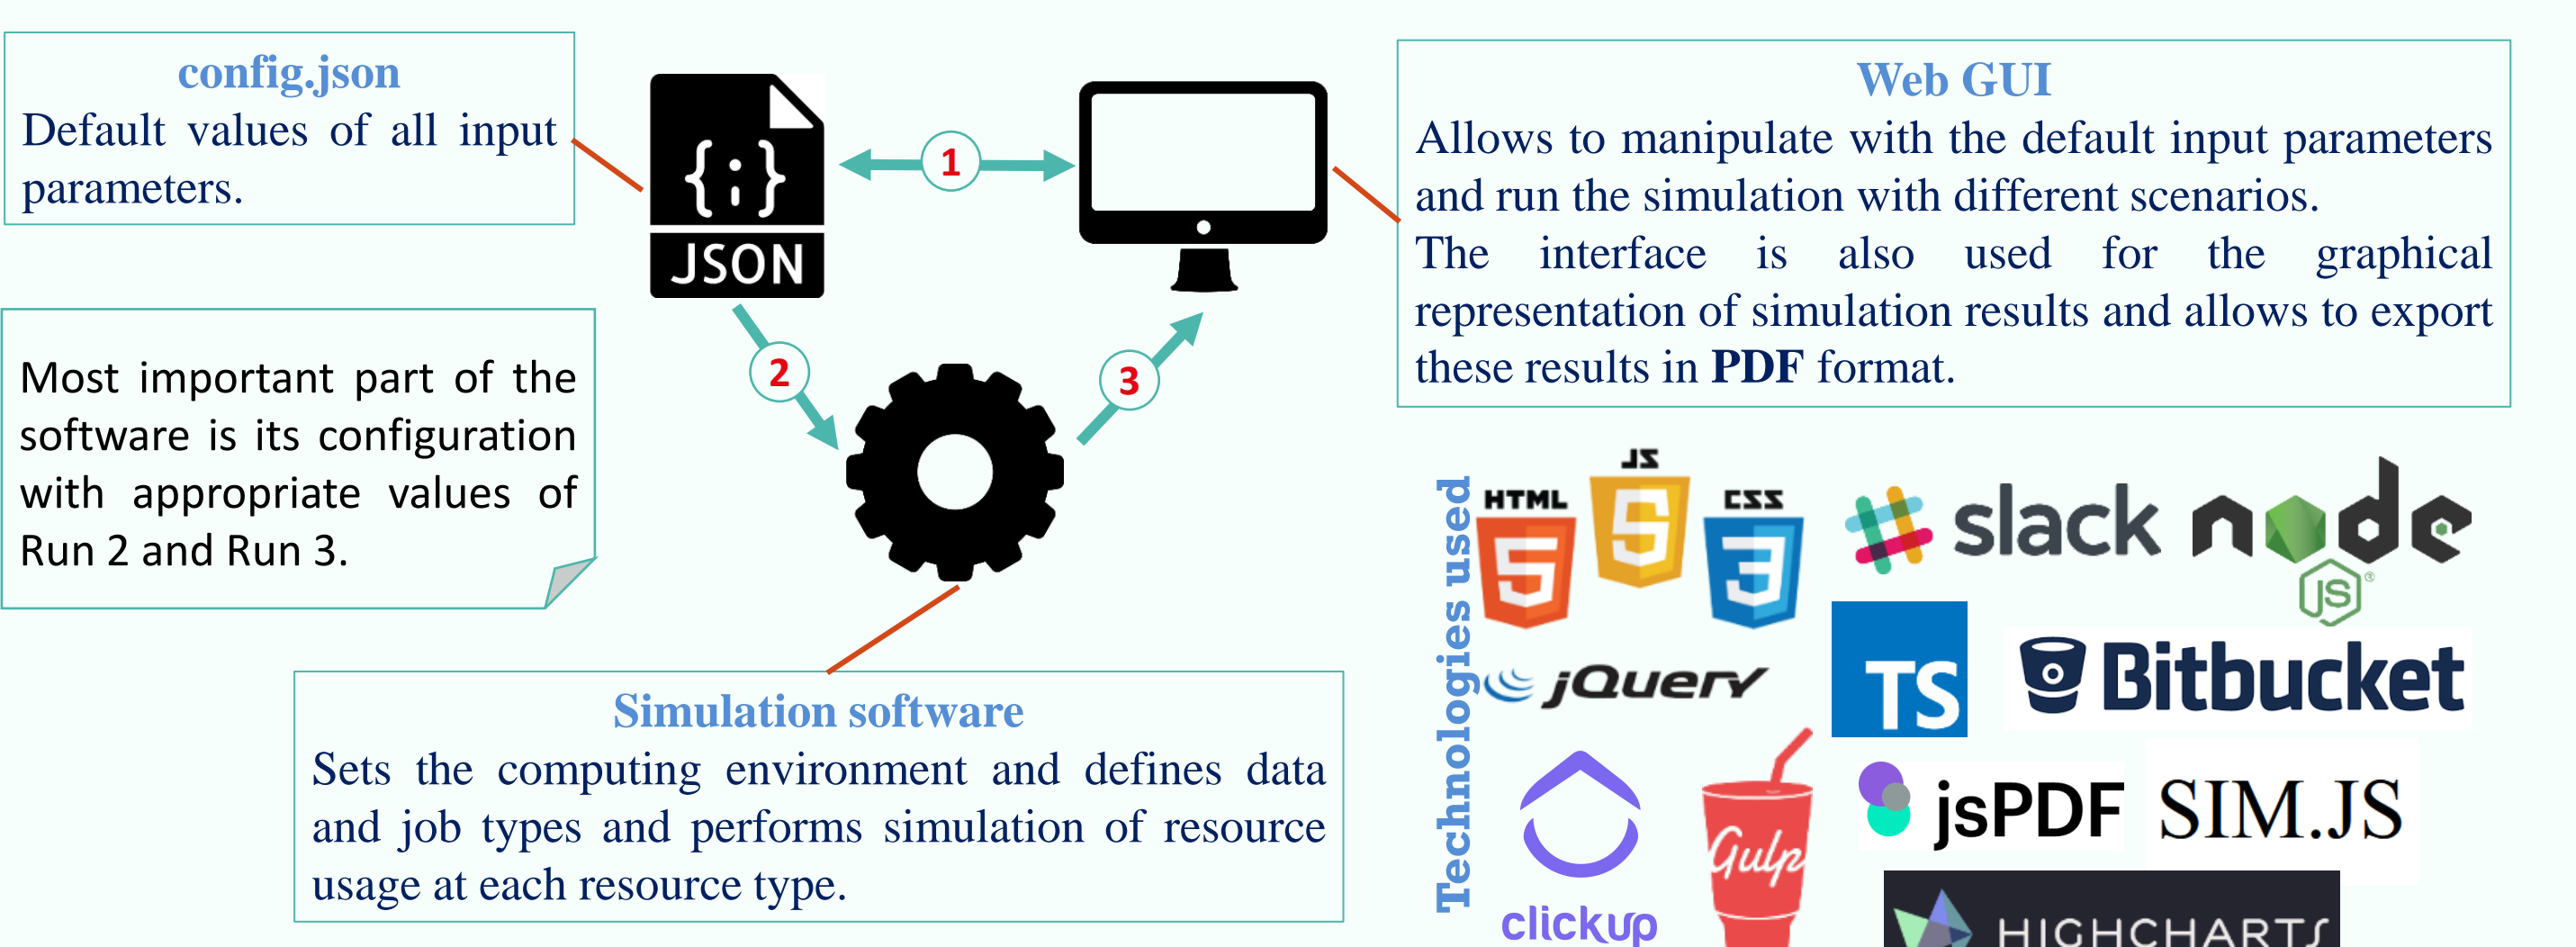 config.json
Default values of all input
parameters.
{;}
JSON
1
Web GUI
Allows to manipulate with the default input parameters
and run the simulation with different scenarios.
The interface is also used for the graphical
representation of simulation results and allows to export
these results in PDF format.
Most important part of the
software is its configuration
with appropriate values of
Run 2 and Run 3.
2
3
Simulation software
Sets the computing environment and defines data
and job types and performs simulation of resource
usage at each resource type.
Technologies used
HTML
5
JS
5
CSS
3
slack
node
JS®
jQuery
TS
Bitbucket
clickup
Gulp
jsPDF
SIM.JS
HIGHCHARTS